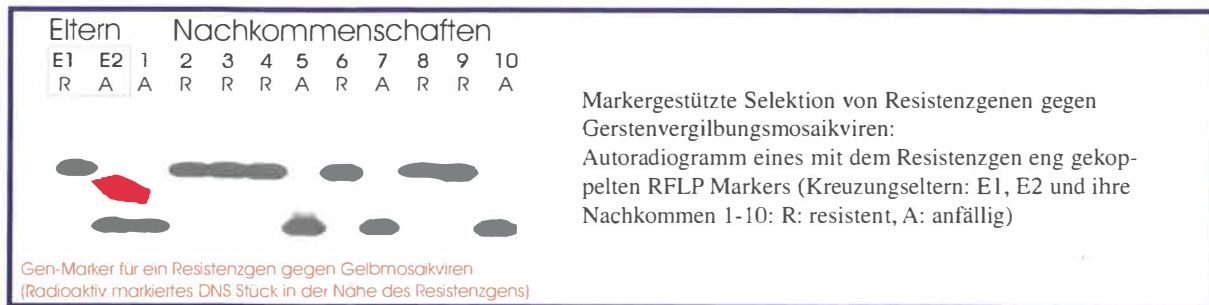 Eltern Nachkommenschaften
E1 E2 1 2 3 4 5 6 7 8 9 10
R A A R R R A R A R R A
Gen-Marker für ein Resistenzgen gegen Gelbmosaikviren
(Radioaktiv markiertes DNS Stück in der Nähe des Resistenzgens)
Markergestützte Selektion von Resistenzgenen gegen
Gerstenvergilbungsmosaikviren:
Autoradiogramm eines mit dem Resistenzgen eng gekop-
pelten RFLP Markers (Kreuzungseltern: E1, E2 und ihre
Nachkommen 1-10: R: resistent, A: anfällig)